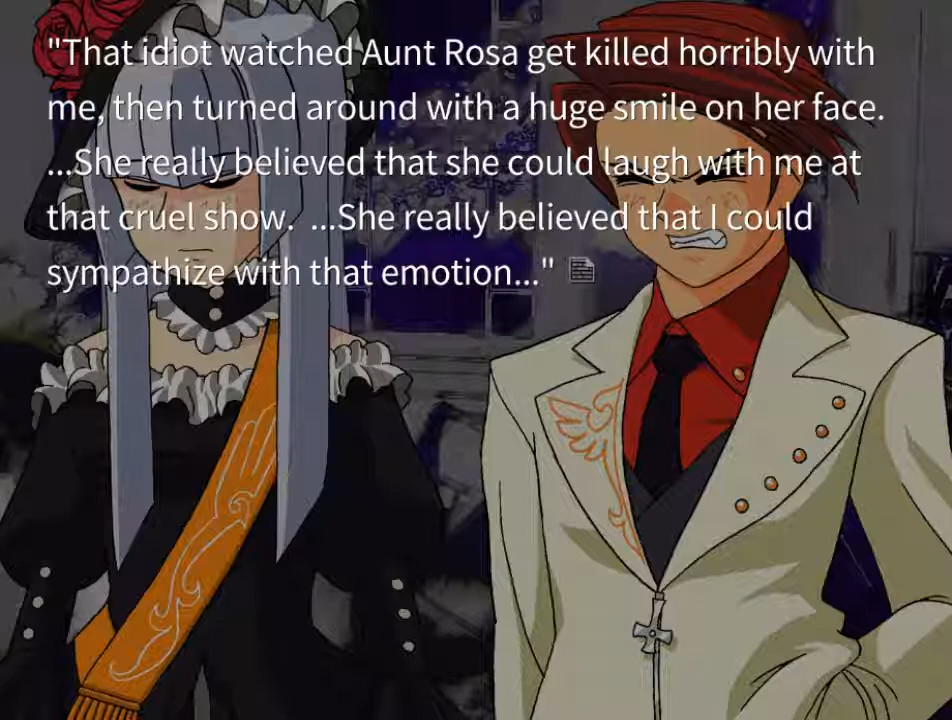 "That idiot watched Aunt Rosa get killed horribly with
me, then turned around with a huge smile on her face.
...She really believed that she could laugh with me at
that cruel show.  ...She really believed that I could
sympathize with that emotion..."